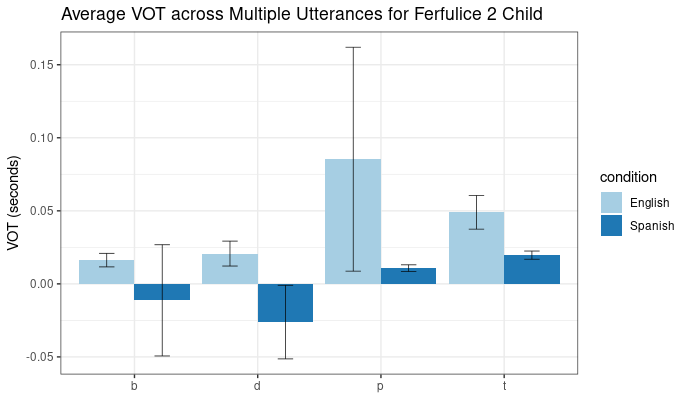 Average VOT across Multiple Utterances for Ferfulice 2 Child
VOT (seconds)
0.15
0.10
0.05
0.00
-0.05
b d p t
condition
English
Spanish